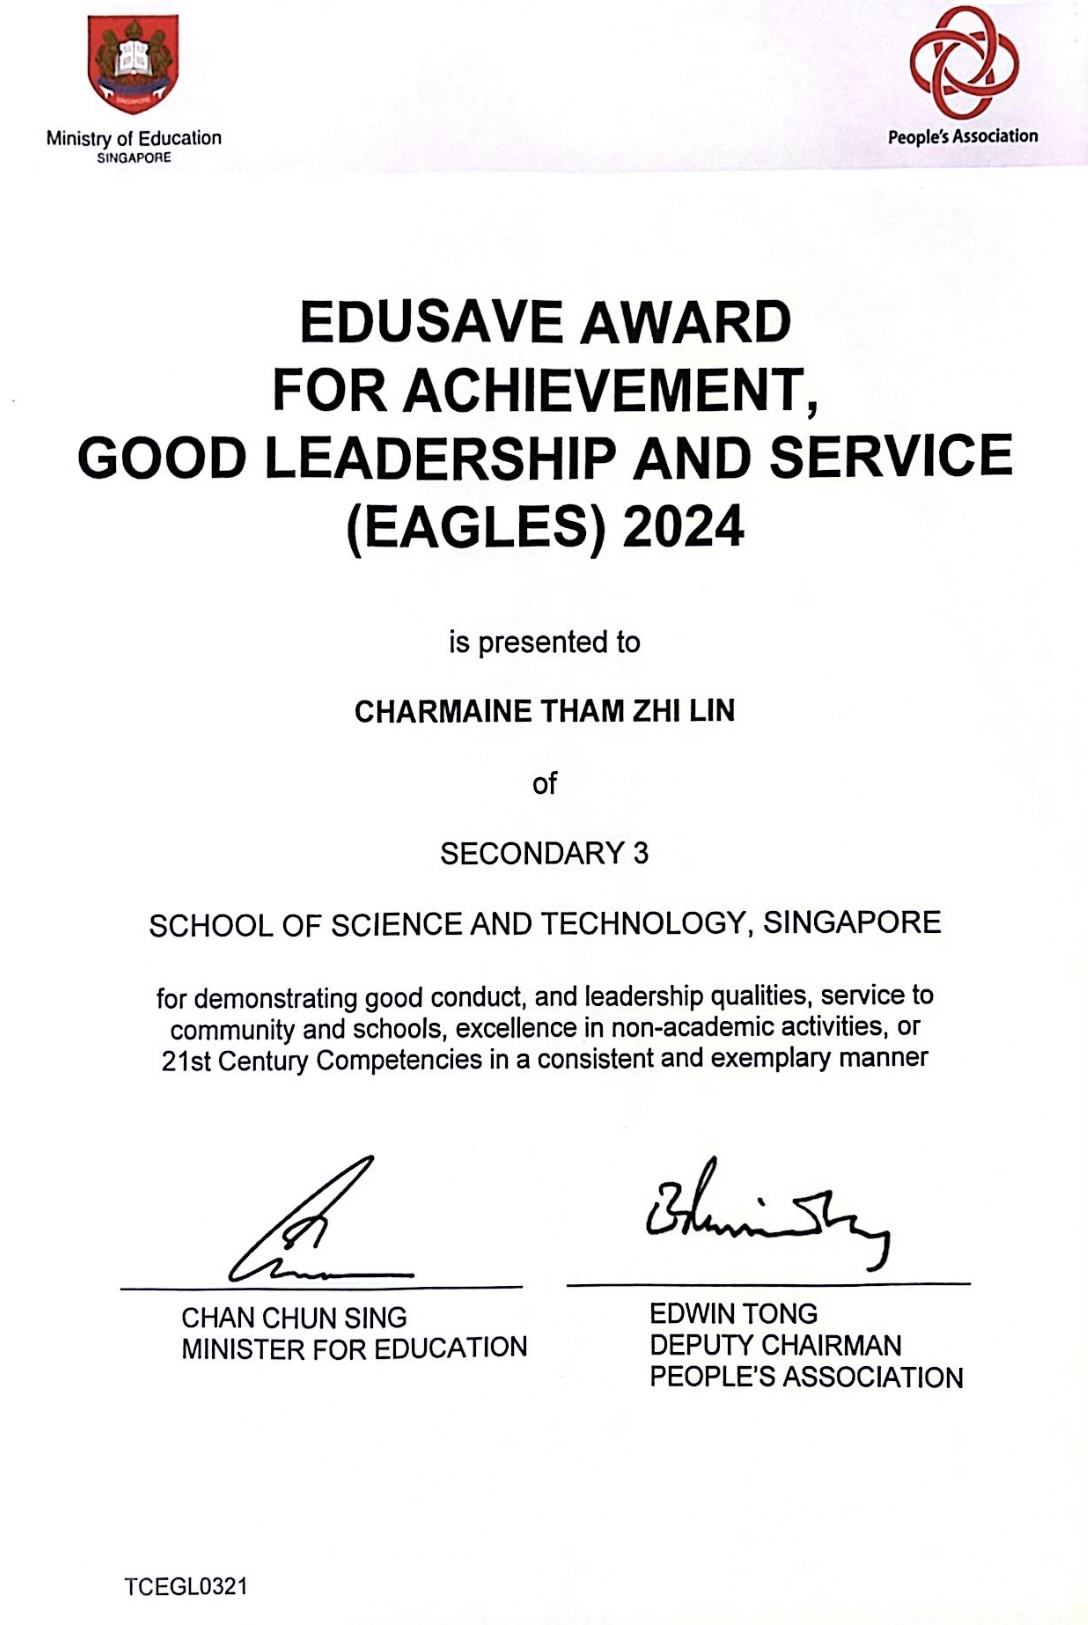 Ministry of Education
SINGAPORE
People's Association
EDUSAVE AWARD
FOR ACHIEVEMENT,
GOOD LEADERSHIP AND SERVICE
(EAGLES) 2024
is presented to
CHARMAINE THAM ZHI LIN
of
SECONDARY 3
SCHOOL OF SCIENCE AND TECHNOLOGY, SINGAPORE
for demonstrating good conduct, and leadership qualities, service to
community and schools, excellence in non-academic activities, or
21st Century Competencies in a consistent and exemplary manner
CHAN CHUN SING
MINISTER FOR EDUCATION
EDWIN TONG
DEPUTY CHAIRMAN
PEOPLE'S ASSOCIATION
TCEGL0321